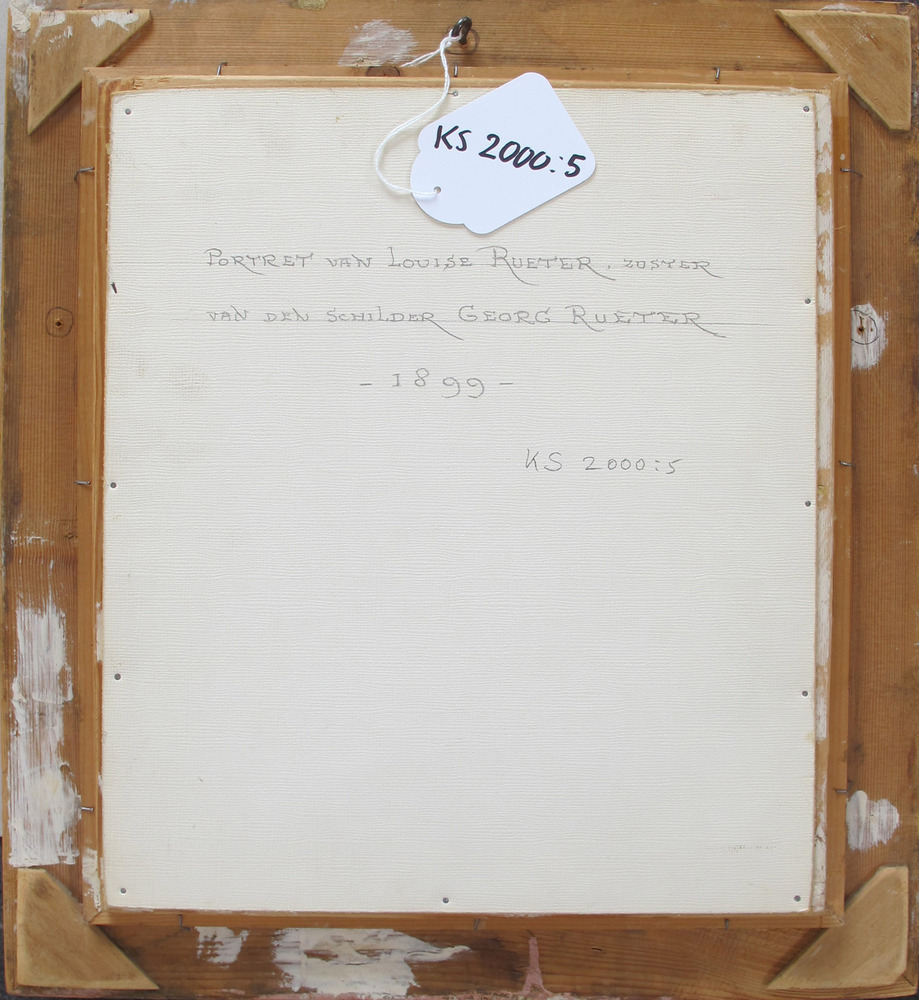 KS 2000:5
PORTRET VAN LOUISE RUETER, ZUSTER
VAN DEN SCHILDER GEORG RUETER
- 1899 -
KS 2000:5